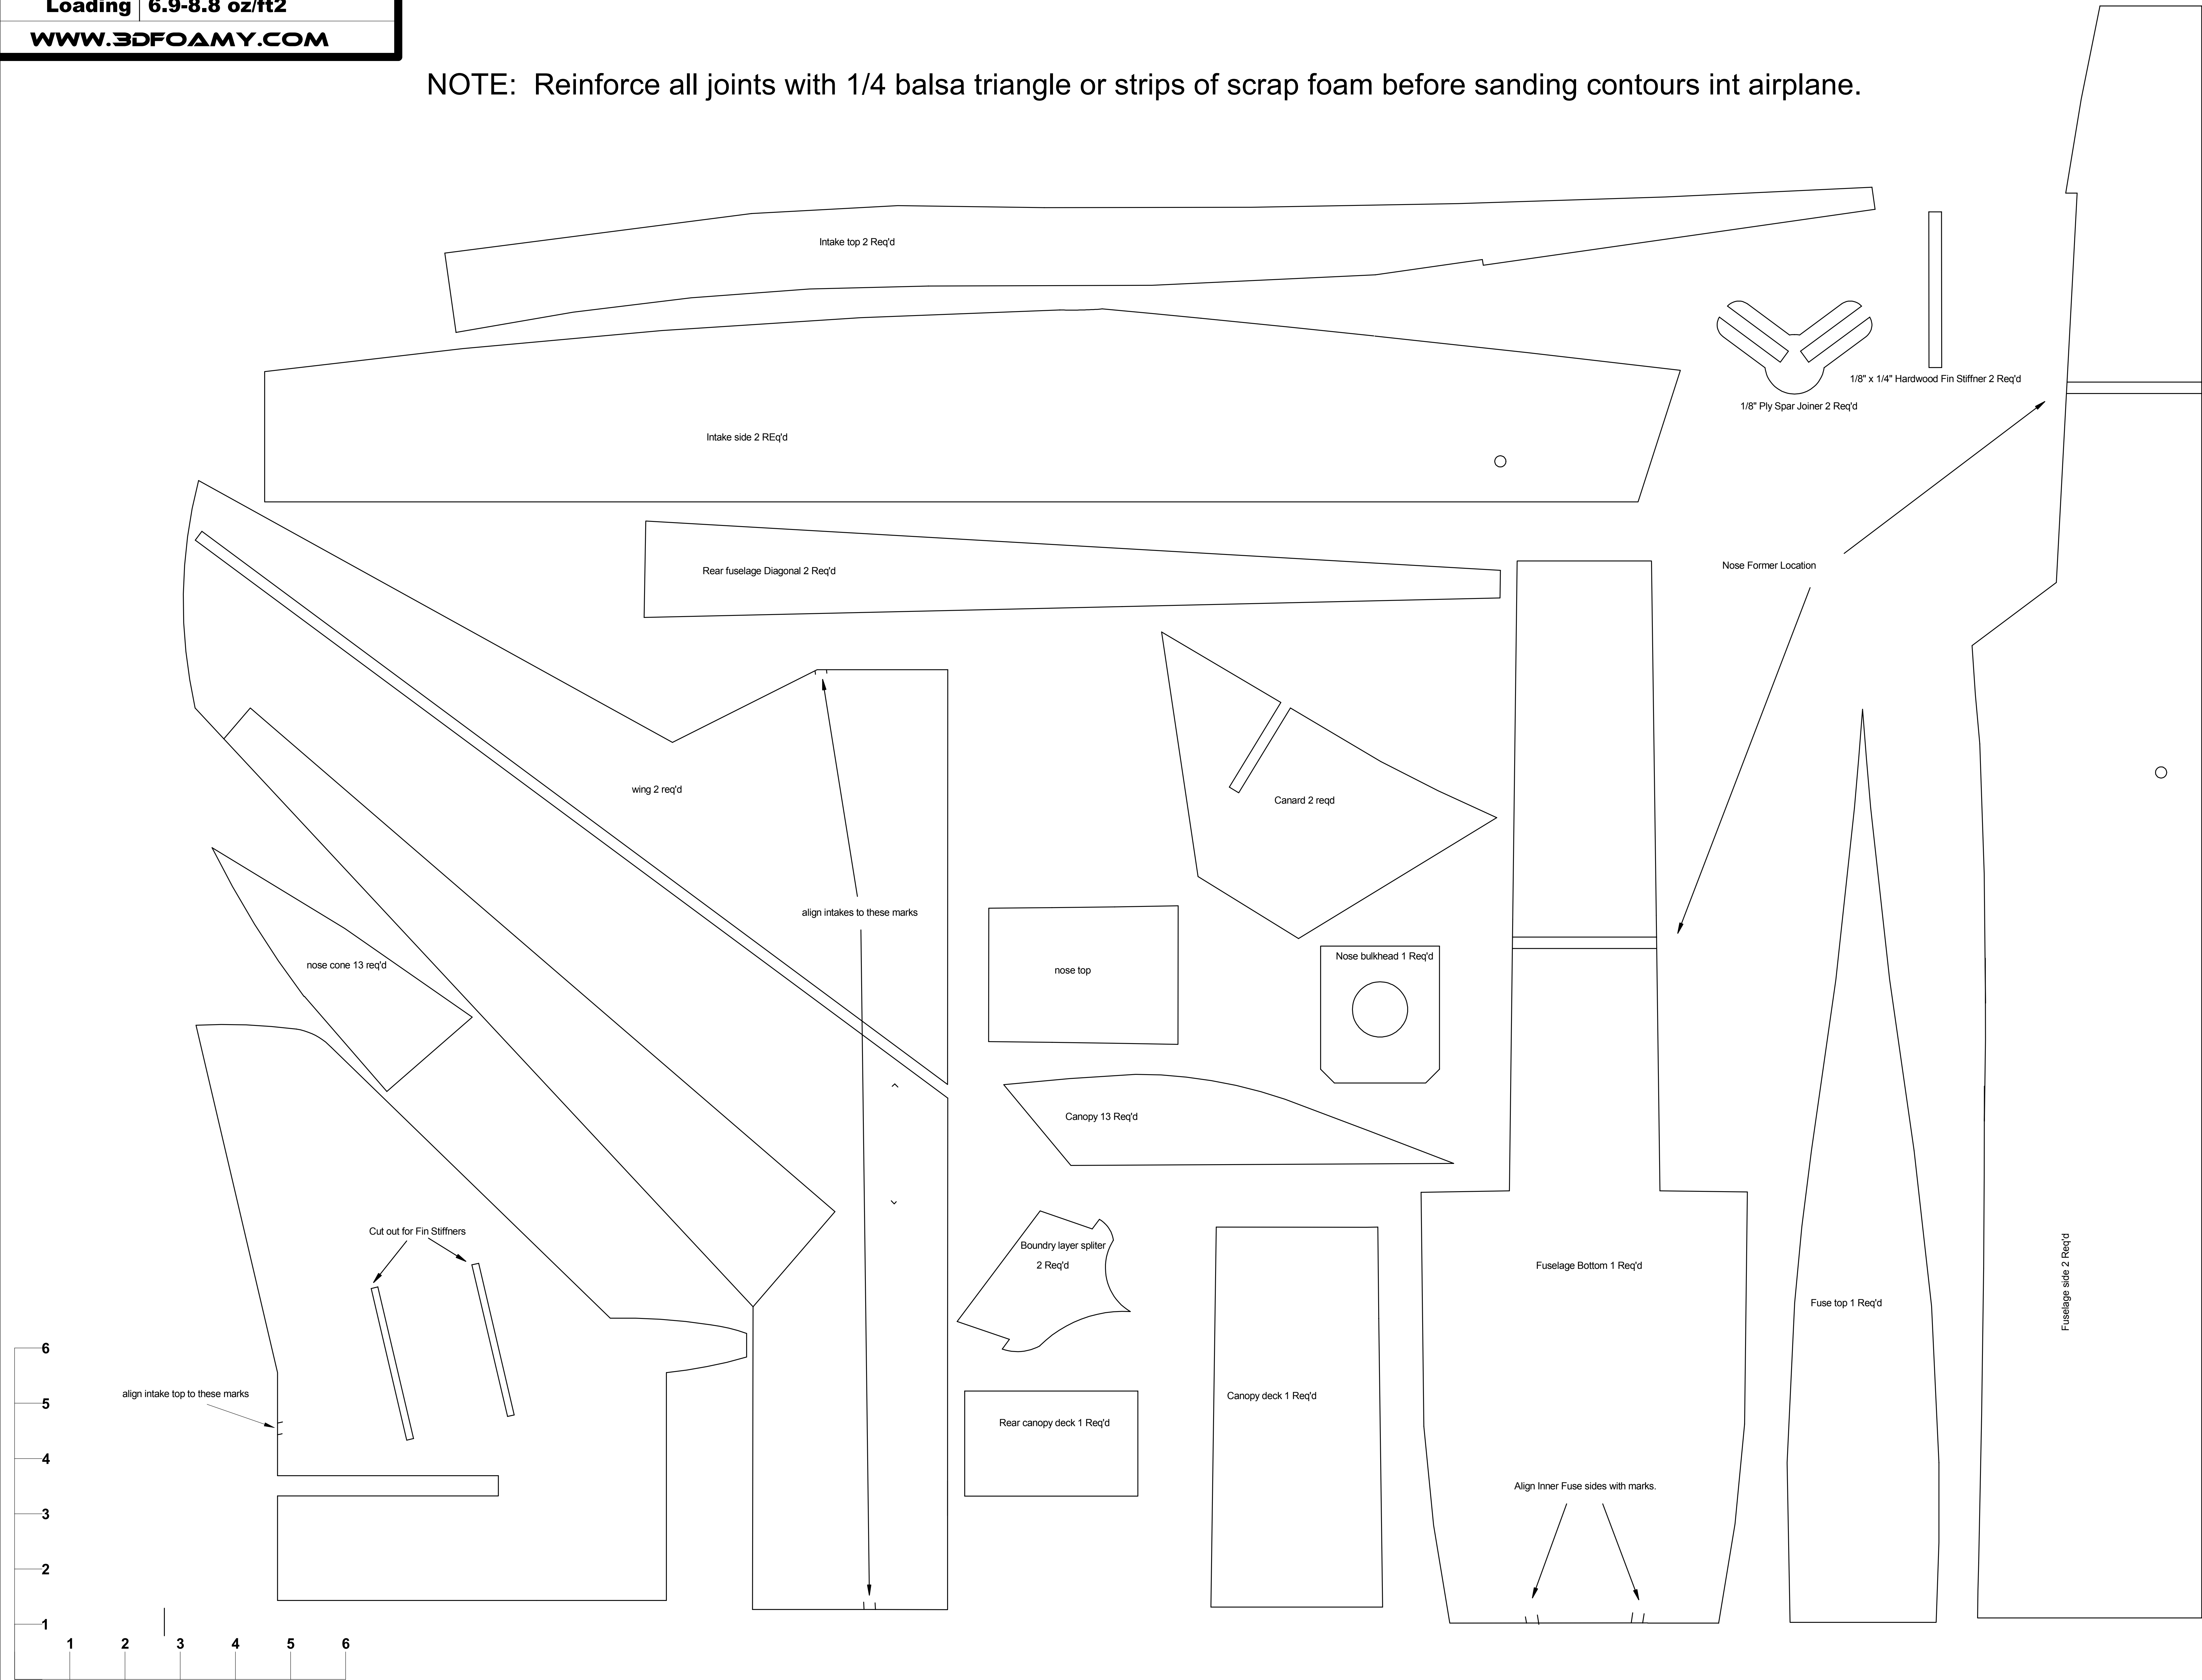 Loading 6.9-8.8 oz/ft2
WWW.3DFOAMY.COM
NOTE: Reinforce all joints with 1/4 balsa triangle or strips of scrap foam before sanding contours int airplane.
Intake top 2 Req'd
1/8" x 1/4" Hardwood Fin Stiffner 2 Req'd
1/8" Ply Spar Joiner 2 Req'd
Intake side 2 REq'd
Nose Former Location
Rear fuselage Diagonal 2 Req'd
wing 2 req'd
Canard 2 reqd
align intakes to these marks
nose cone 13 req'd
nose top
Nose bulkhead 1 Req'd
Canopy 13 Req'd
Cut out for Fin Stiffners
Boundry layer spliter
2 Req'd
Fuselage Bottom 1 Req'd
Fuse top 1 Req'd
Fuselage side 2 Req'd
align intake top to these marks
Canopy deck 1 Req'd
Rear canopy deck 1 Req'd
Align Inner Fuse sides with marks.
6
5
4
3
2
1
1 2 3 4 5 6